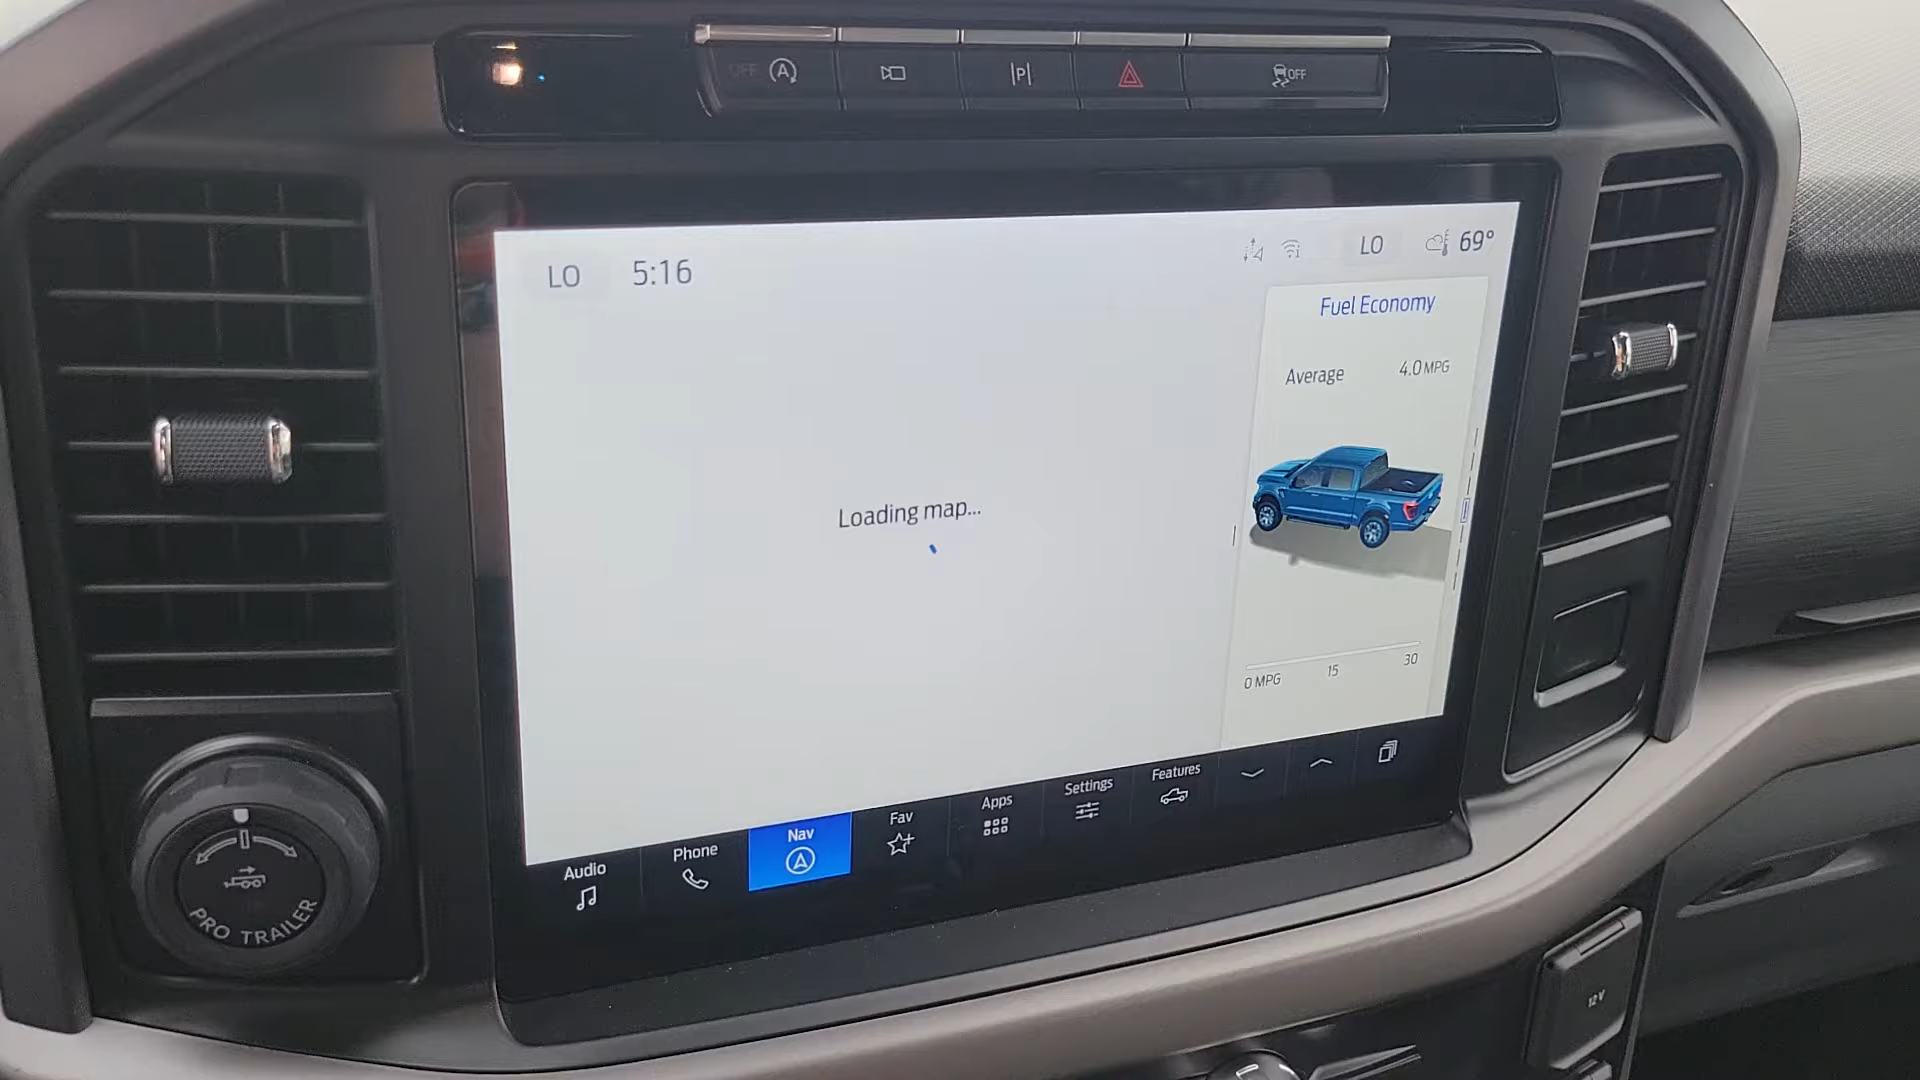 OFF A P OFF
LO 5:16 LO 69°
Fuel Economy
Average 4.0 MPG
Loading map...
0 MPG 15 30
Audio Phone Nav Fav Apps Settings Features
PRO TRAILER
12V